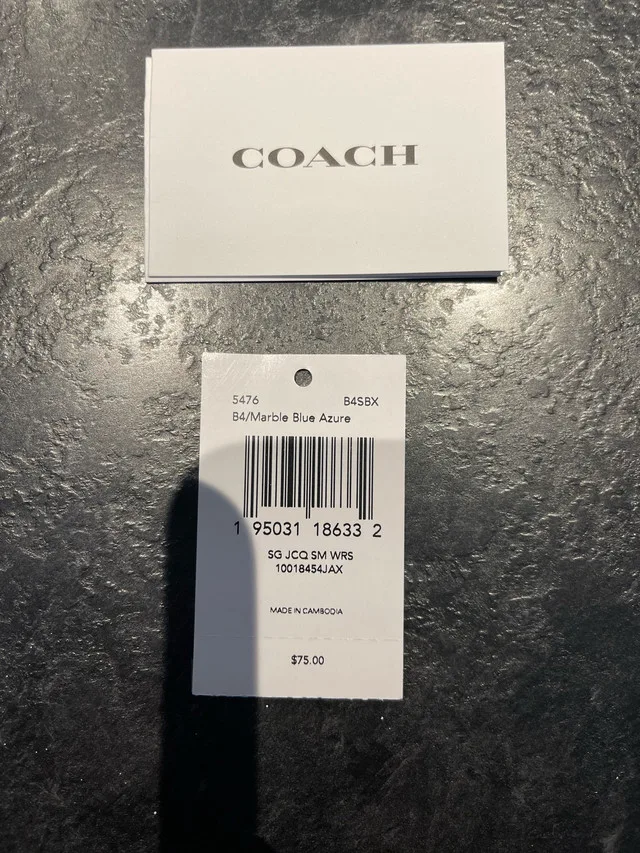 COACH
5476 B4SBX
B4/Marble Blue Azure
1 95031 18633 2
SG JCQ SM WRS
10018454JAX
MADE IN CAMBODIA
$75.00